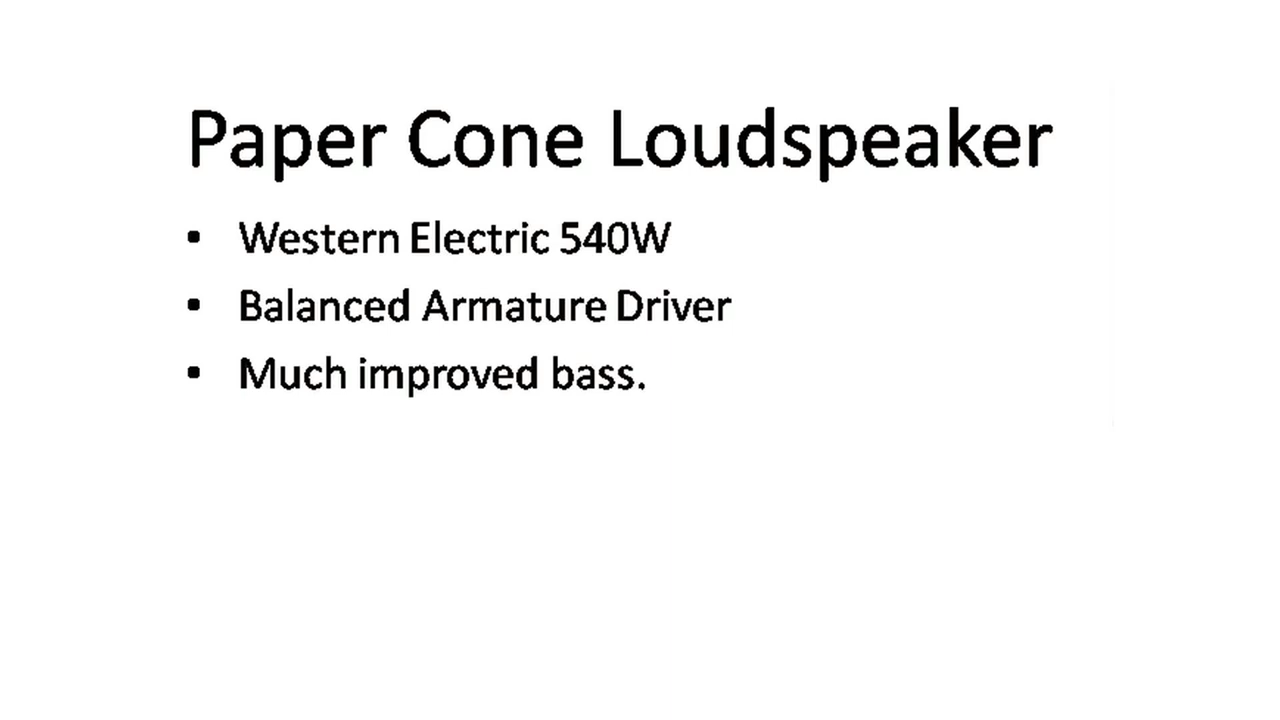 Paper Cone Loudspeaker
• Western Electric 540W
• Balanced Armature Driver
• Much improved bass.